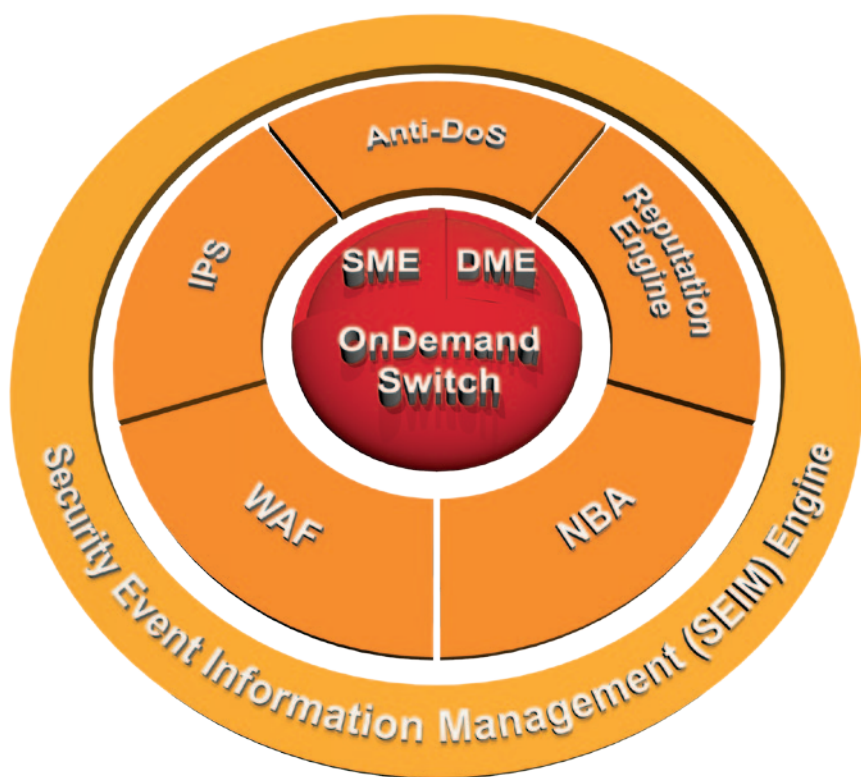 Anti-DoS
IPS
Reputation
Engine
SME
DME
OnDemand
Switch
WAF
NBA
Security Event Information Management (SEIM) Engine